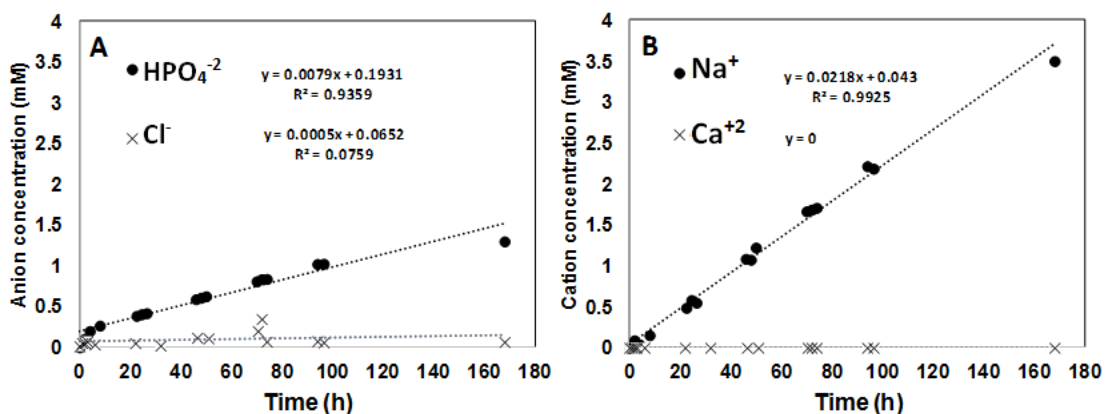 A
HPO₄⁻²
y = 0.0079x + 0.1931
R² = 0.9359
Cl⁻
y = 0.0005x + 0.0652
R² = 0.0759
Anion concentration (mM)
4
3.5
3
2.5
2
1.5
1
0.5
0
0 20 40 60 80 100 120 140 160 180
Time (h)
B
Na⁺
y = 0.0218x + 0.043
R² = 0.9925
Ca⁺²
y = 0
Cation concentration (mM)
4
3.5
3
2.5
2
1.5
1
0.5
0
0 20 40 60 80 100 120 140 160 180
Time (h)